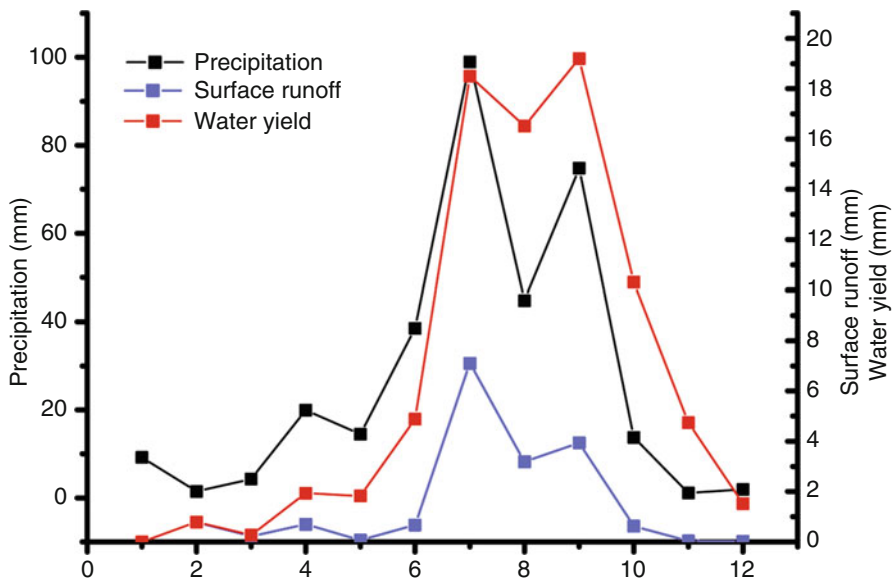 Precipitation
Surface runoff
Water yield
Precipitation (mm)
100
80
60
40
20
0
Surface runoff (mm)
Water yield (mm)
20
18
16
14
12
10
8
6
4
2
0
0 2 4 6 8 10 12